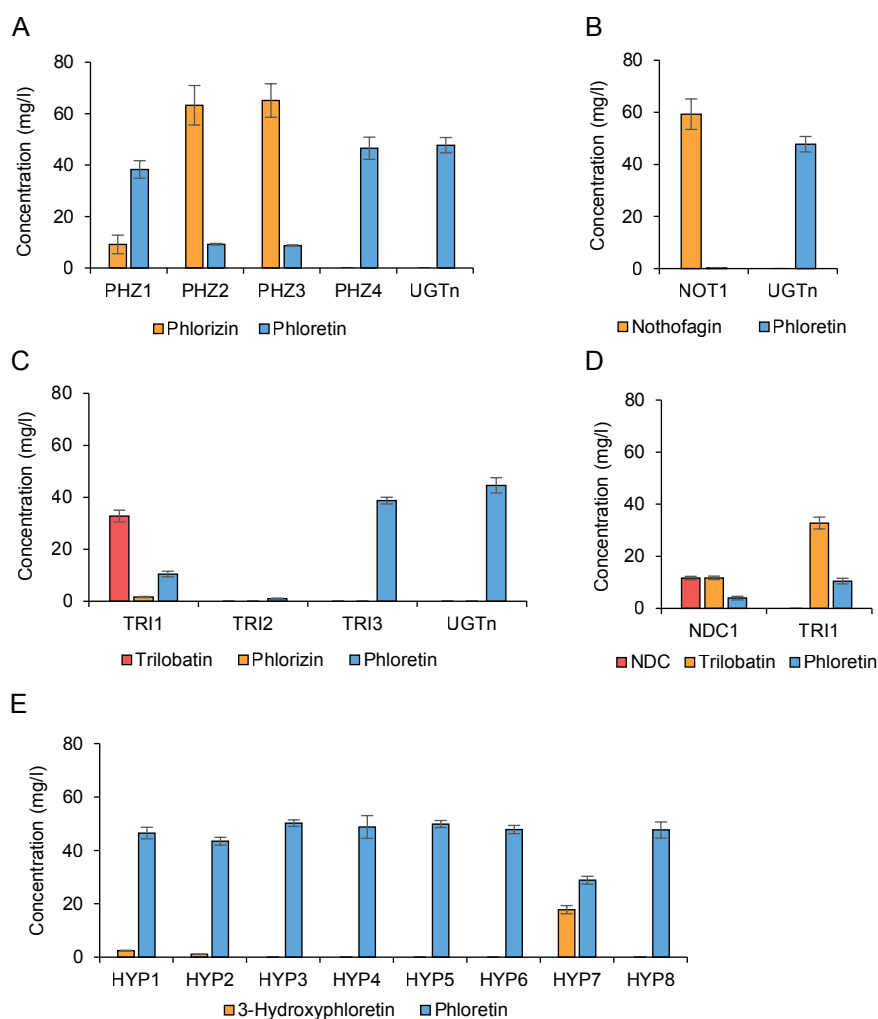 A
B
Concentration (mg/l)
80
60
40
20
0
PHZ1 PHZ2 PHZ3 PHZ4 UGTn
Phlorizin Phloretin
Concentration (mg/l)
80
60
40
20
0
NOT1 UGTn
Nothofagin Phloretin
C
D
Concentration (mg/l)
80
60
40
20
0
TRI1 TRI2 TRI3 UGTn
Trilobatin Phlorizin Phloretin
Concentration (mg/l)
80
60
40
20
0
NDC1 TRI1
NDC Trilobatin Phloretin
E
Concentration (mg/l)
80
60
40
20
0
HYP1 HYP2 HYP3 HYP4 HYP5 HYP6 HYP7 HYP8
3-Hydroxyphloretin Phloretin